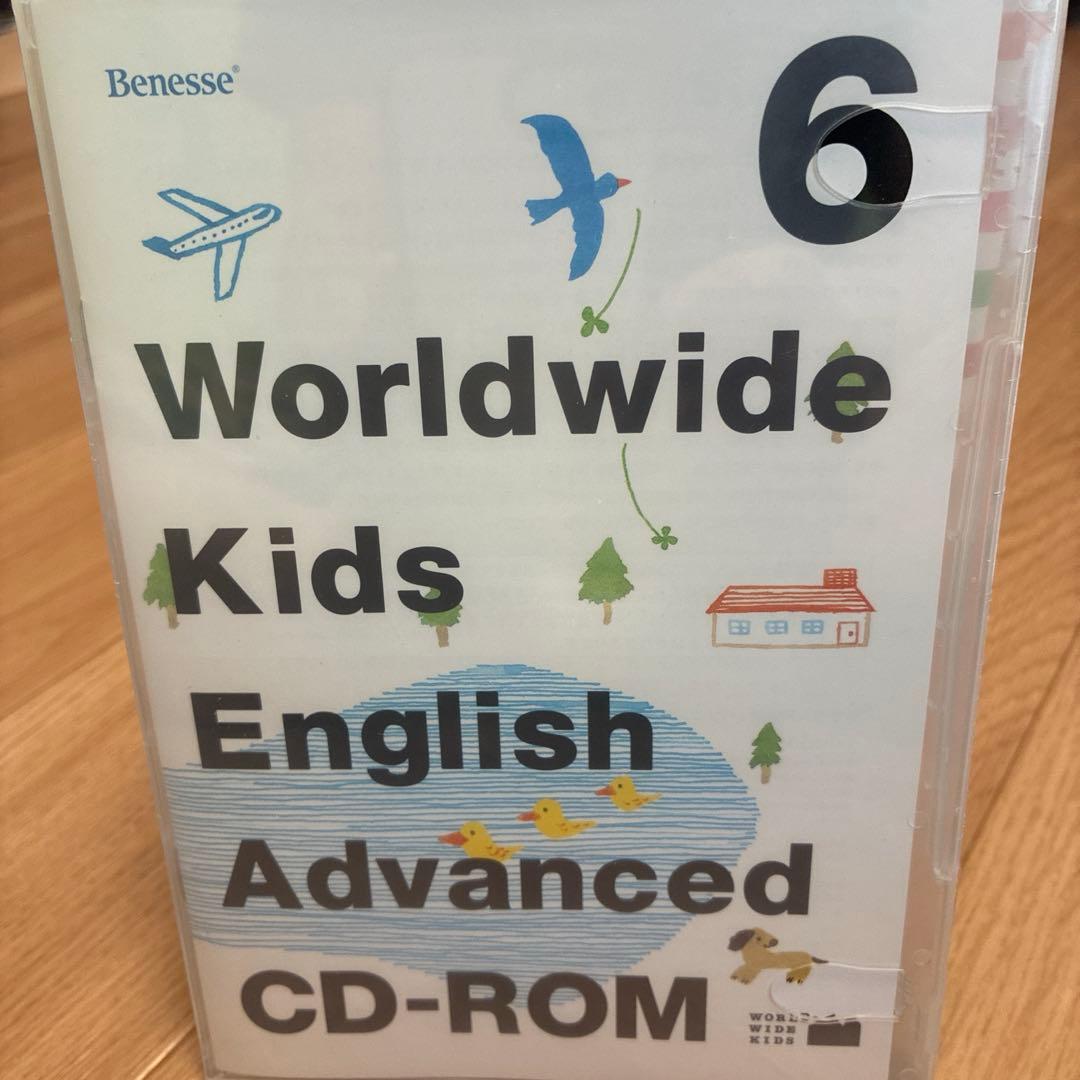 Benesse®
6
Worldwide
Kids
English
Advanced
CD-ROM
WORLD
WIDE
KIDS